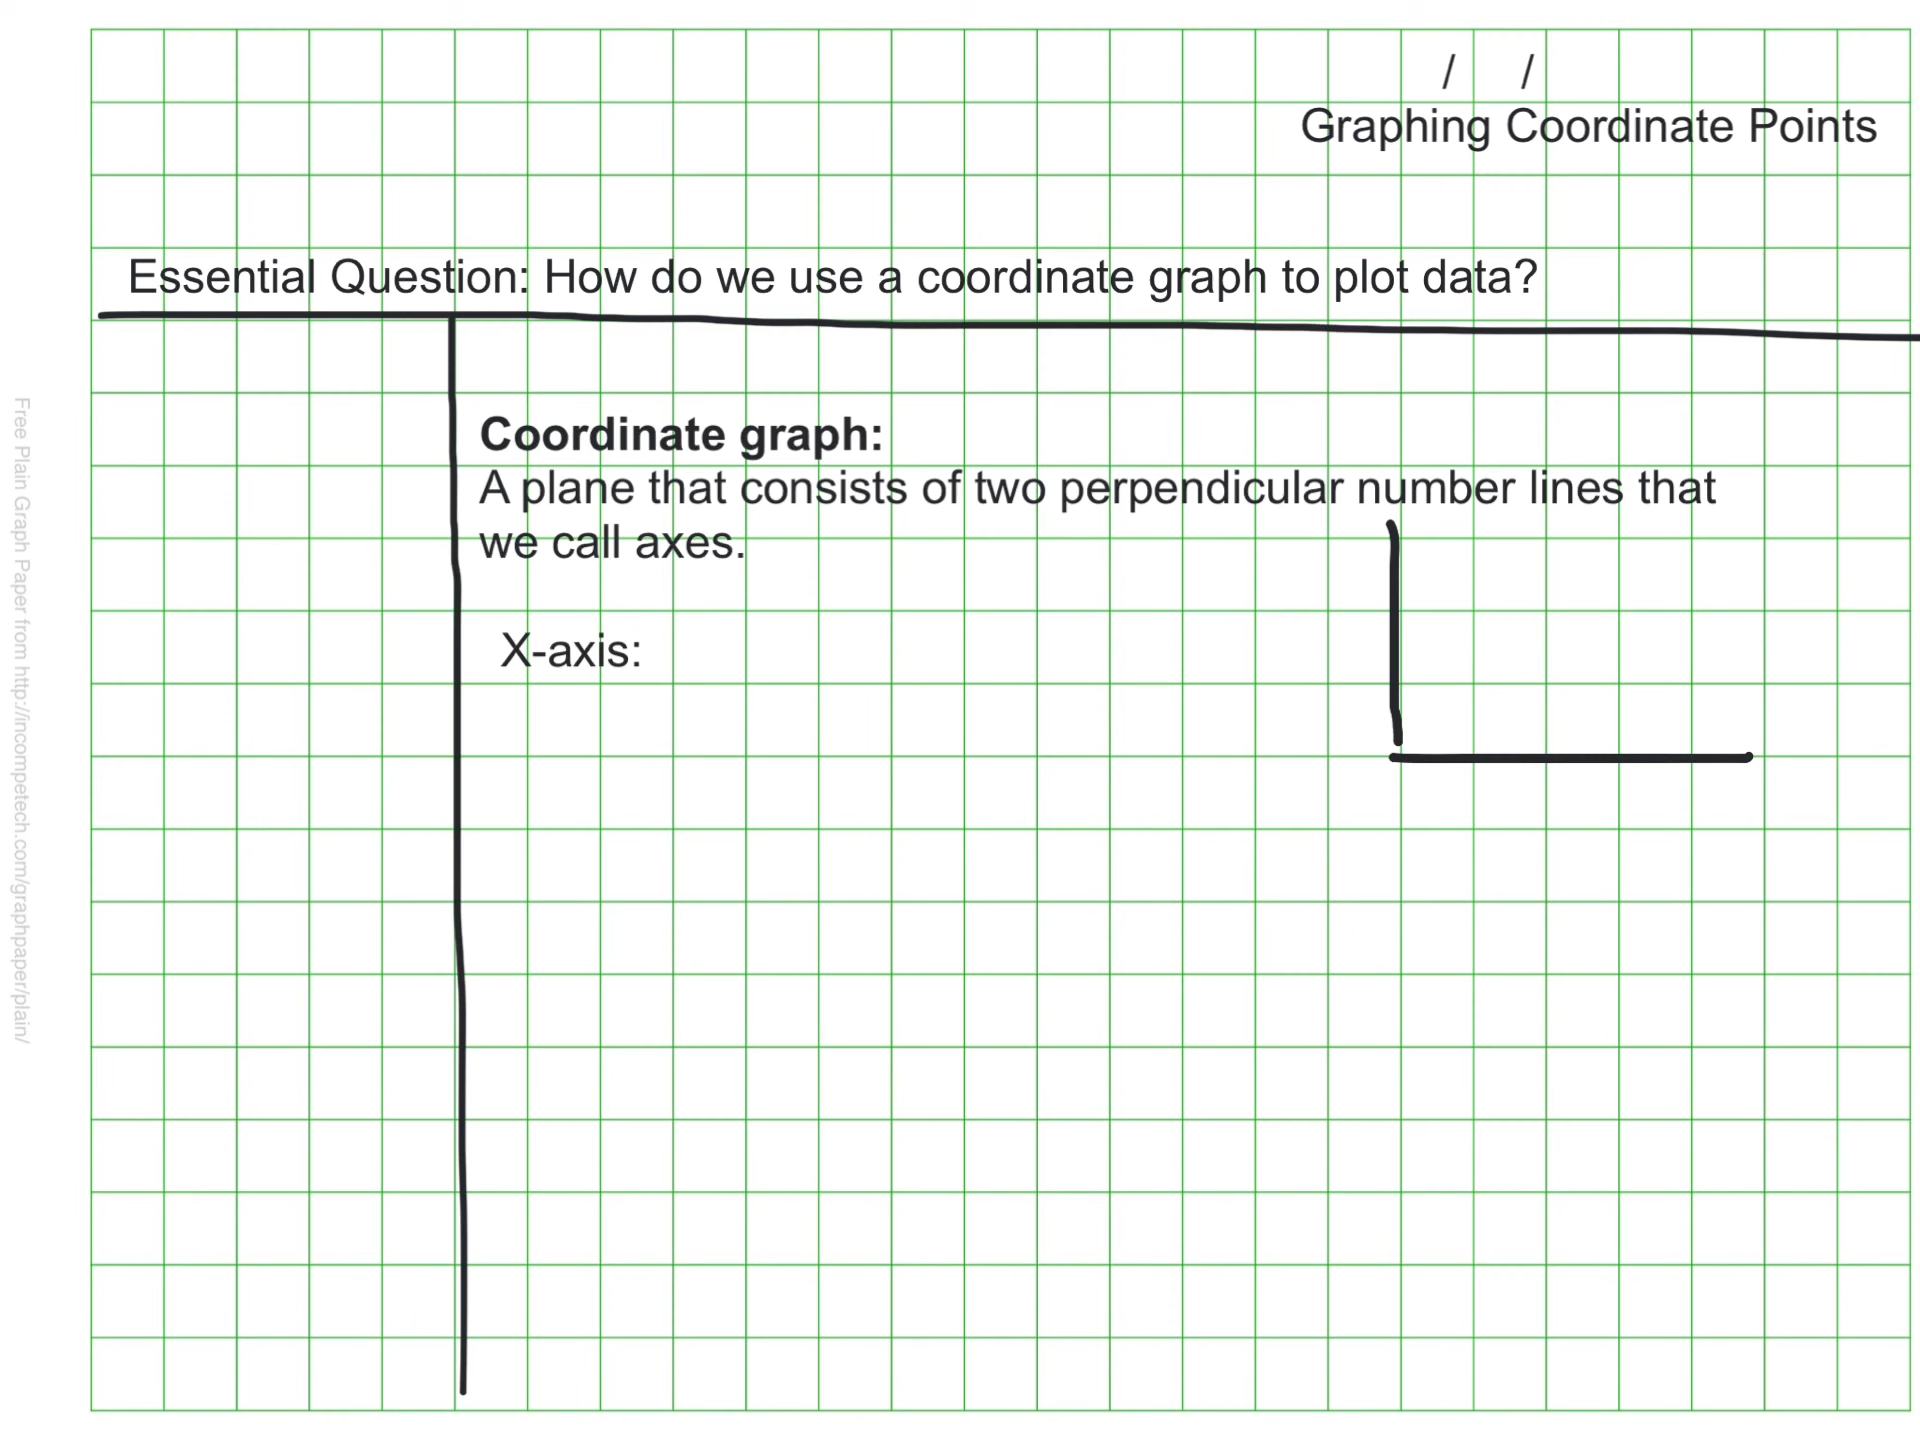 / /
Graphing Coordinate Points
Essential Question: How do we use a coordinate graph to plot data?
Coordinate graph:
A plane that consists of two perpendicular number lines that
we call axes.
X-axis:
Free Plain Graph Paper from http://incompetech.com/graphpaper/plain/